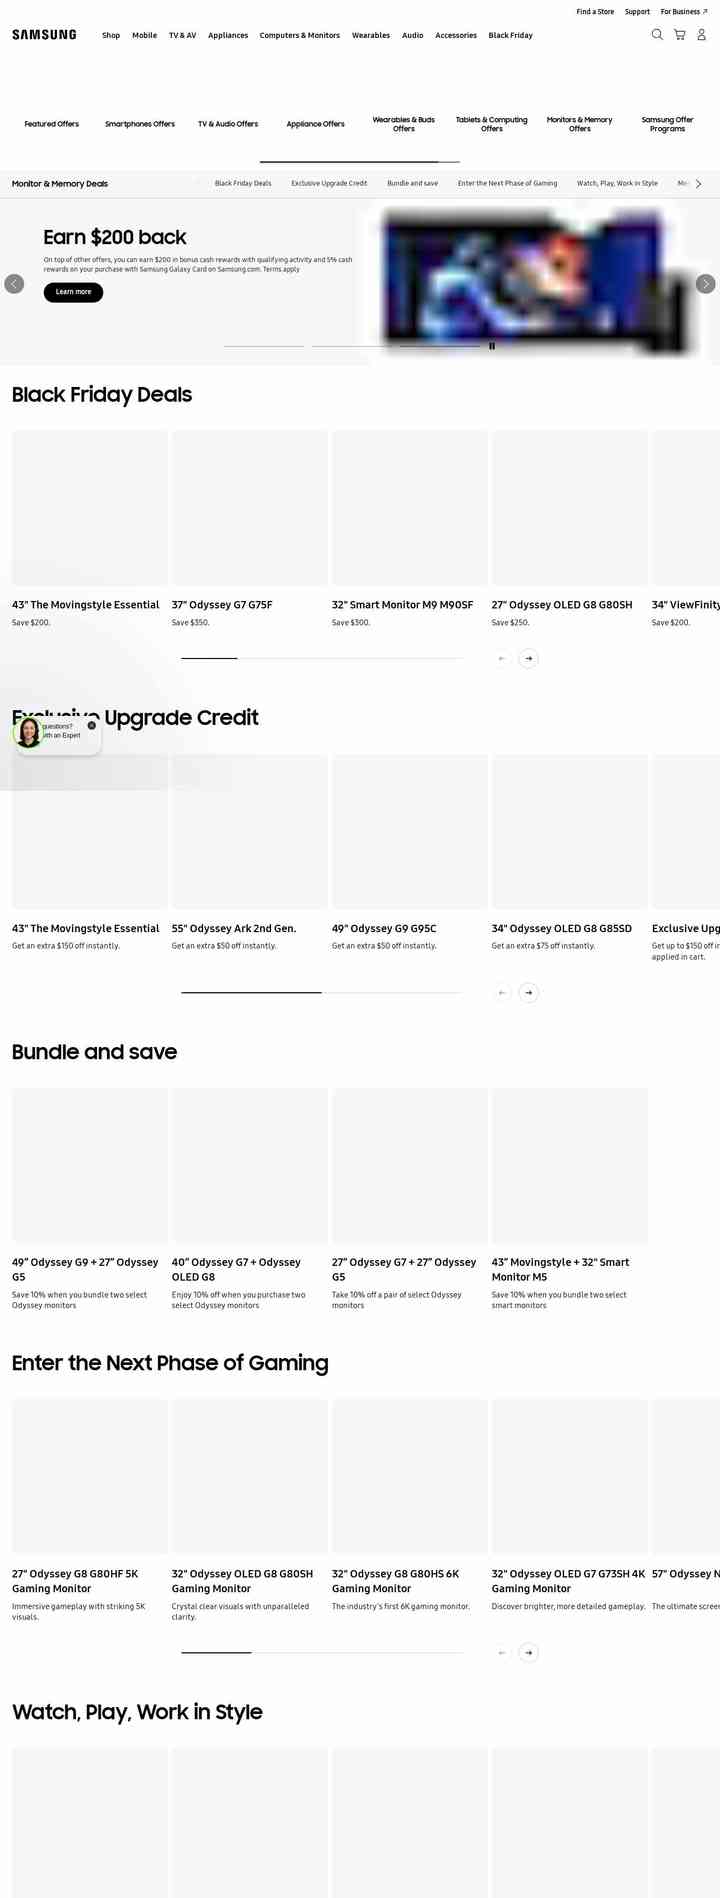 Find a Store
Support
For Business ↗
SAMSUNG
Shop
Mobile
TV & AV
Appliances
Computers & Monitors
Wearables
Audio
Accessories
Black Friday
Featured Offers
Smartphones Offers
TV & Audio Offers
Appliance Offers
Wearables & Buds
Offers
Tablets & Computing
Offers
Monitors & Memory
Offers
Samsung Offer
Programs
Monitor & Memory Deals
Black Friday Deals
Exclusive Upgrade Credit
Bundle and save
Enter the Next Phase of Gaming
Watch, Play, Work in Style
Earn $200 back
On top of other offers, you can earn $200 in bonus cash rewards with qualifying activity and 5% cash
rewards on your purchase with Samsung Galaxy Card on Samsung.com. Terms apply
Learn more
Black Friday Deals
43" The Movingstyle Essential
Save $200.
37" Odyssey G7 G75F
Save $350.
32" Smart Monitor M9 M90SF
Save $300.
27" Odyssey OLED G8 G80SH
Save $250.
34" ViewFinity
Save $200.
Exclusive Upgrade Credit
questions?
with an Expert
43" The Movingstyle Essential
Get an extra $150 off instantly.
55" Odyssey Ark 2nd Gen.
Get an extra $50 off instantly.
49" Odyssey G9 G95C
Get an extra $50 off instantly.
34" Odyssey OLED G8 G85SD
Get an extra $75 off instantly.
Exclusive Upg
Get up to $150 off in
applied in cart.
Bundle and save
49” Odyssey G9 + 27” Odyssey
G5
Save 10% when you bundle two select
Odyssey monitors
40” Odyssey G7 + Odyssey
OLED G8
Enjoy 10% off when you purchase two
select Odyssey monitors
27” Odyssey G7 + 27” Odyssey
G5
Take 10% off a pair of select Odyssey
monitors
43” Movingstyle + 32" Smart
Monitor M5
Save 10% when you bundle two select
smart monitors
Enter the Next Phase of Gaming
27" Odyssey G8 G80HF 5K
Gaming Monitor
Immersive gameplay with striking 5K
visuals.
32" Odyssey OLED G8 G80SH
Gaming Monitor
Crystal clear visuals with unparalleled
clarity.
32" Odyssey G8 G80HS 6K
Gaming Monitor
The industry's first 6K gaming monitor.
32" Odyssey OLED G7 G73SH 4K
Gaming Monitor
Discover brighter, more detailed gameplay.
57" Odyssey N
The ultimate screen
Watch, Play, Work in Style